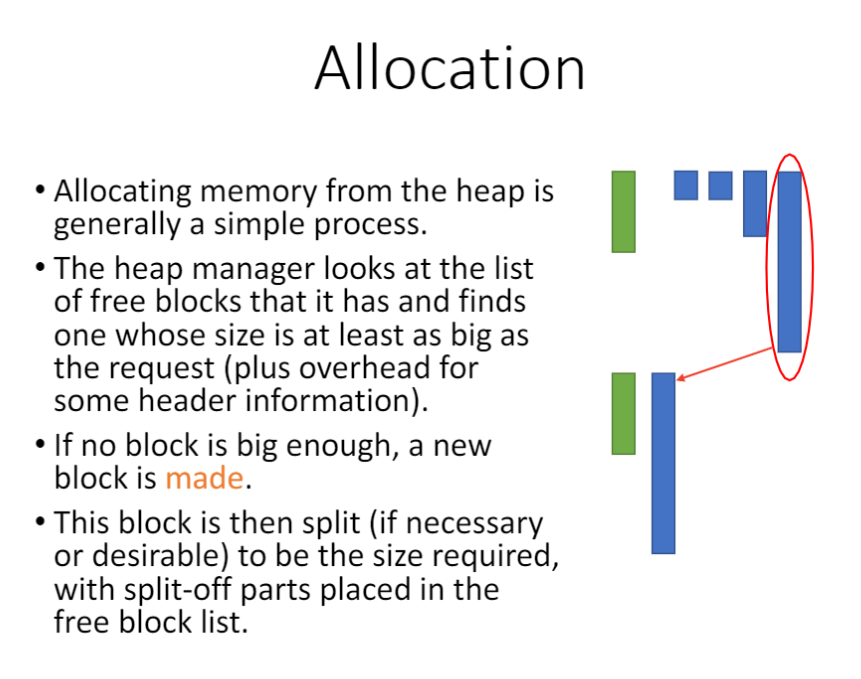 Allocation
• Allocating memory from the heap is
generally a simple process.
• The heap manager looks at the list
of free blocks that it has and finds
one whose size is at least as big as
the request (plus overhead for
some header information).
• If no block is big enough, a new
block is made.
• This block is then split (if necessary
or desirable) to be the size required,
with split-off parts placed in the
free block list.